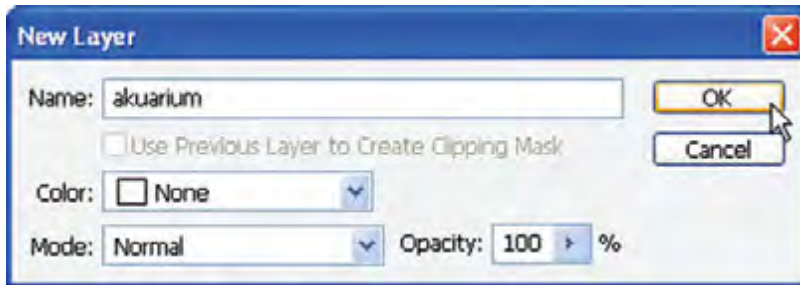 New Layer
Name: akuarium
OK
Use Previous Layer to Create Clipping Mask
Cancel
Color: None
Mode: Normal Opacity: 100 %